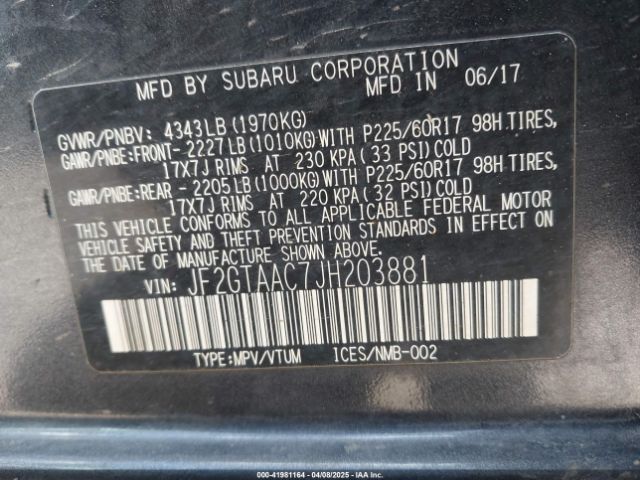 MFD BY SUBARU CORPORATION
MFD IN 06/17
GVWR/PNBV: 4343LB(1970KG)
GAWR/PNBE:FRONT- 2227LB(1010KG)WITH P225/60R17 98H TIRES,
17X7J RIMS AT 230 KPA(33 PSI)COLD
GAWR/PNBE:REAR - 2205LB(1000KG)WITH P225/60R17 98H TIRES,
17X7J RIMS AT 220 KPA(32 PSI)COLD
THIS VEHICLE CONFORMS TO ALL APPLICABLE FEDERAL MOTOR
VEHICLE SAFETY AND THEFT PREVENTION STANDARDS IN EFFECT ON
THE DATE OF MANUFACTURE SHOWN ABOVE.
VIN: JF2GTAAC7JH203881
TYPE:MPV/VTUM ICES/NMB-002
000-41981164 - 04/08/2025 - IAAI.com